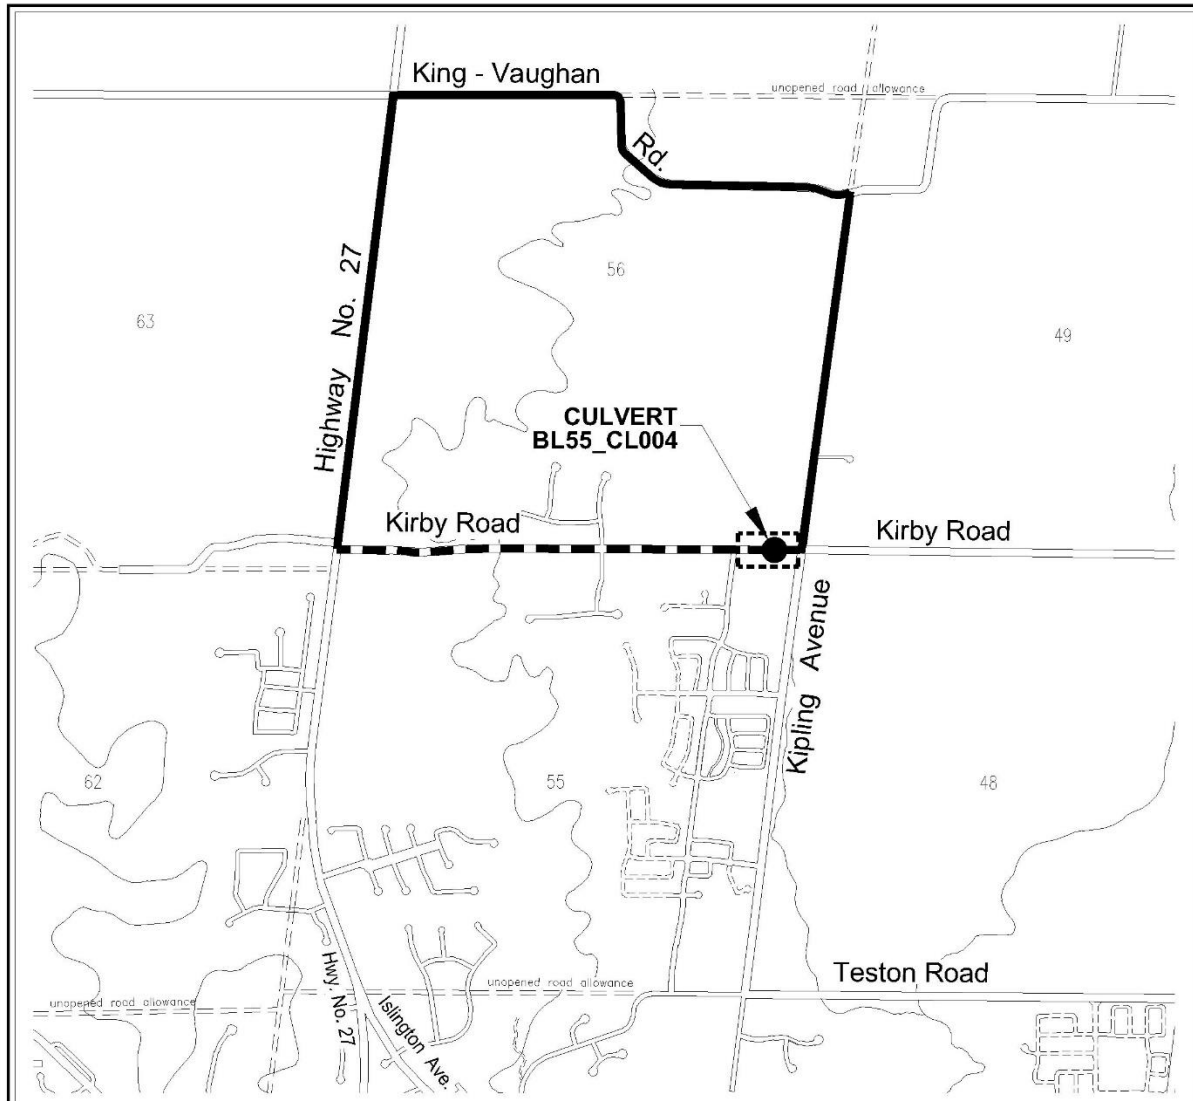 King - Vaughan
unopened road allowance
Rd.
Highway No. 27
56
63
49
CULVERT
BL55_CL004
Kirby Road
Kirby Road
Kipling Avenue
62
55
48
Teston Road
unopened road allowance
unopened road allowance
Hwy. No. 27
Islington Ave.